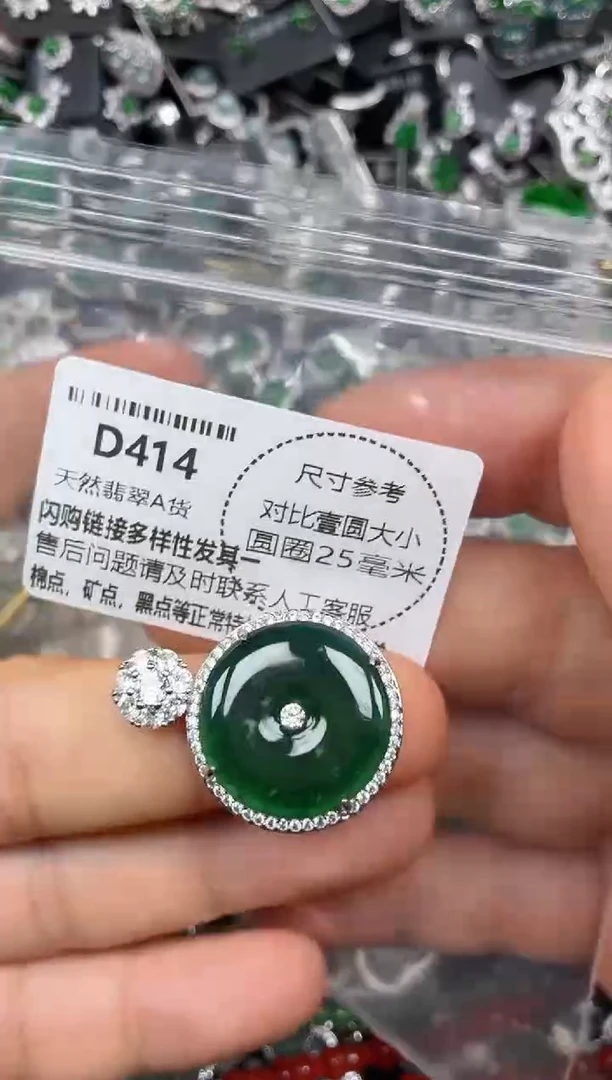 D414
天然翡翠A货
闪购链接多样性发其一
售后问题请及时联系人工客服
棉点，矿点，黑点等正常特
尺寸参考
对比壹圆大小
圆圈25毫米